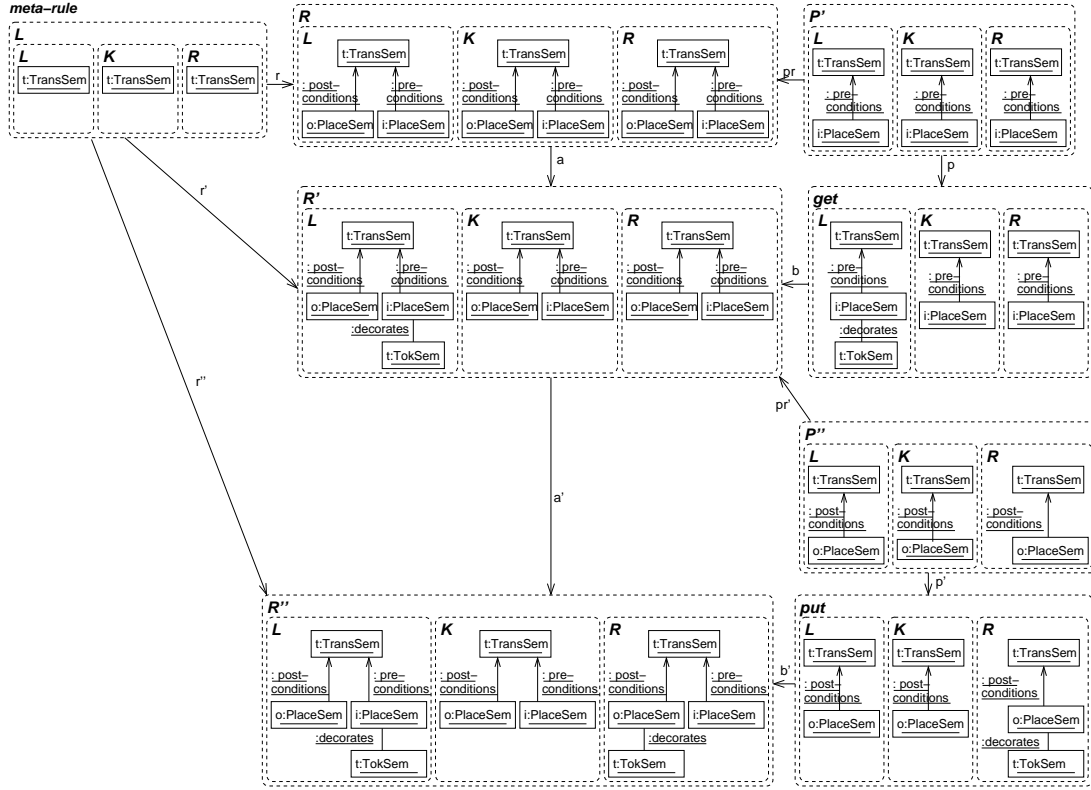 meta–rule
L
L
K
R
t:TransSem
t:TransSem
t:TransSem
r
R
L
K
R
t:TransSem
t:TransSem
t:TransSem
: post–
conditions
: pre–
conditions
: post–
conditions
: pre–
conditions
: post–
conditions
: pre–
conditions
o:PlaceSem
i:PlaceSem
o:PlaceSem
i:PlaceSem
o:PlaceSem
i:PlaceSem
pr
P'
L
K
R
t:TransSem
t:TransSem
t:TransSem
: pre–
conditions
: pre–
conditions
: pre–
conditions
i:PlaceSem
i:PlaceSem
i:PlaceSem
a
p
r'
R'
L
K
R
t:TransSem
t:TransSem
t:TransSem
: post–
conditions
: pre–
conditions
: post–
conditions
: pre–
conditions
: post–
conditions
: pre–
conditions
o:PlaceSem
i:PlaceSem
o:PlaceSem
i:PlaceSem
o:PlaceSem
i:PlaceSem
:decorates
t:TokSem
b
get
L
K
R
t:TransSem
t:TransSem
t:TransSem
: pre–
conditions
: pre–
conditions
: pre–
conditions
i:PlaceSem
i:PlaceSem
i:PlaceSem
:decorates
t:TokSem
r''
pr'
P''
L
K
R
t:TransSem
t:TransSem
t:TransSem
: post–
conditions
: post–
conditions
: post–
conditions
o:PlaceSem
o:PlaceSem
o:PlaceSem
a'
p'
R''
L
K
R
t:TransSem
t:TransSem
t:TransSem
: post–
conditions
: pre–
conditions
: post–
conditions
: pre–
conditions
: post–
conditions
: pre–
conditions
o:PlaceSem
i:PlaceSem
o:PlaceSem
i:PlaceSem
o:PlaceSem
i:PlaceSem
:decorates
:decorates
t:TokSem
t:TokSem
b'
put
L
K
R
t:TransSem
t:TransSem
t:TransSem
: post–
conditions
: post–
conditions
: post–
conditions
o:PlaceSem
o:PlaceSem
o:PlaceSem
:decorates
t:TokSem